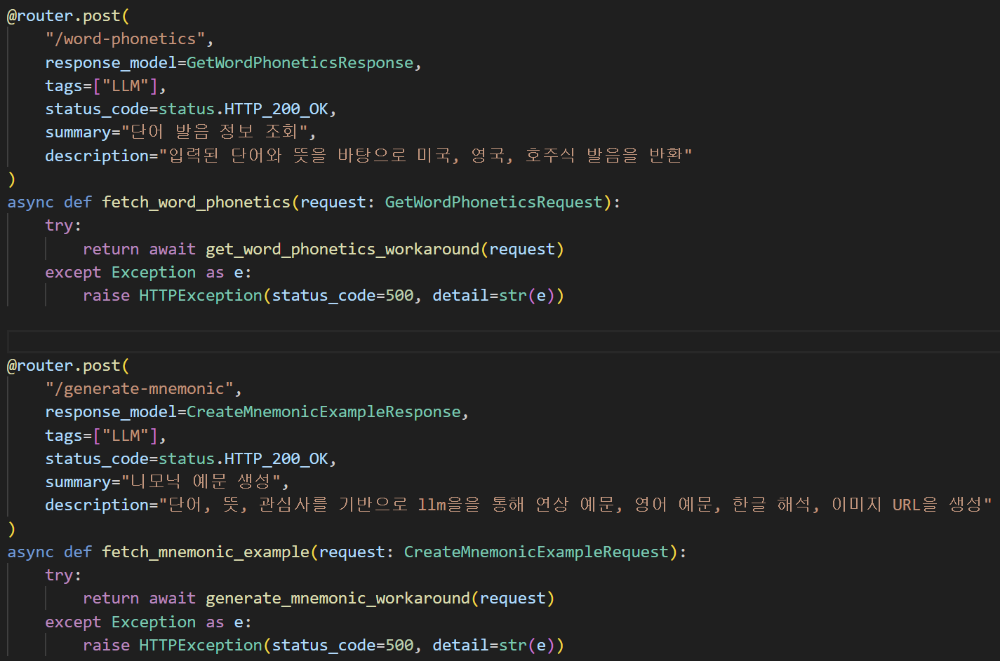 @router.post(
    "/word-phonetics",
    response_model=GetWordPhoneticsResponse,
    tags=["LLM"],
    status_code=status.HTTP_200_OK,
    summary="단어 발음 정보 조회",
    description="입력된 단어와 뜻을 바탕으로 미국, 영국, 호주식 발음을 반환"
)
async def fetch_word_phonetics(request: GetWordPhoneticsRequest):
    try:
        return await get_word_phonetics_workaround(request)
    except Exception as e:
        raise HTTPException(status_code=500, detail=str(e))
@router.post(
    "/generate-mnemonic",
    response_model=CreateMnemonicExampleResponse,
    tags=["LLM"],
    status_code=status.HTTP_200_OK,
    summary="니모닉 예문 생성",
    description="단어, 뜻, 관심사를 기반으로 llm을을 통해 연상 예문, 영어 예문, 한글 해석, 이미지 URL을 생성"
)
async def fetch_mnemonic_example(request: CreateMnemonicExampleRequest):
    try:
        return await generate_mnemonic_workaround(request)
    except Exception as e:
        raise HTTPException(status_code=500, detail=str(e))